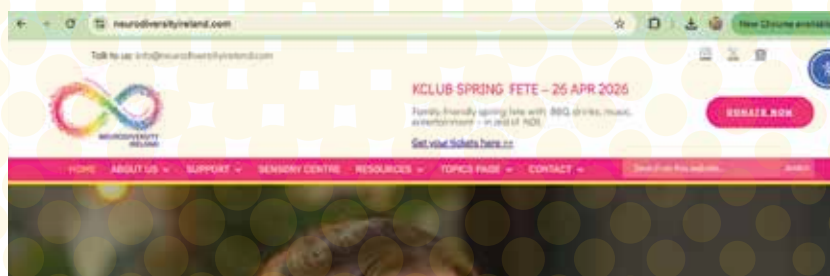 neurodiversityireland.com
New Chrome available
Talk to us: info@neurodiversityireland.com
KCLUB SPRING FETE – 26 APR 2026
Family friendly spring fete with BBQ, drinks, music,
entertainment – in aid of NDI.
Get your tickets here >>
DONATE NOW
NEURODIVERSITY
IRELAND
HOME ABOUT US SUPPORT SENSORY CENTRE RESOURCES TOPICS PAGE CONTACT Search on this website... SEARCH